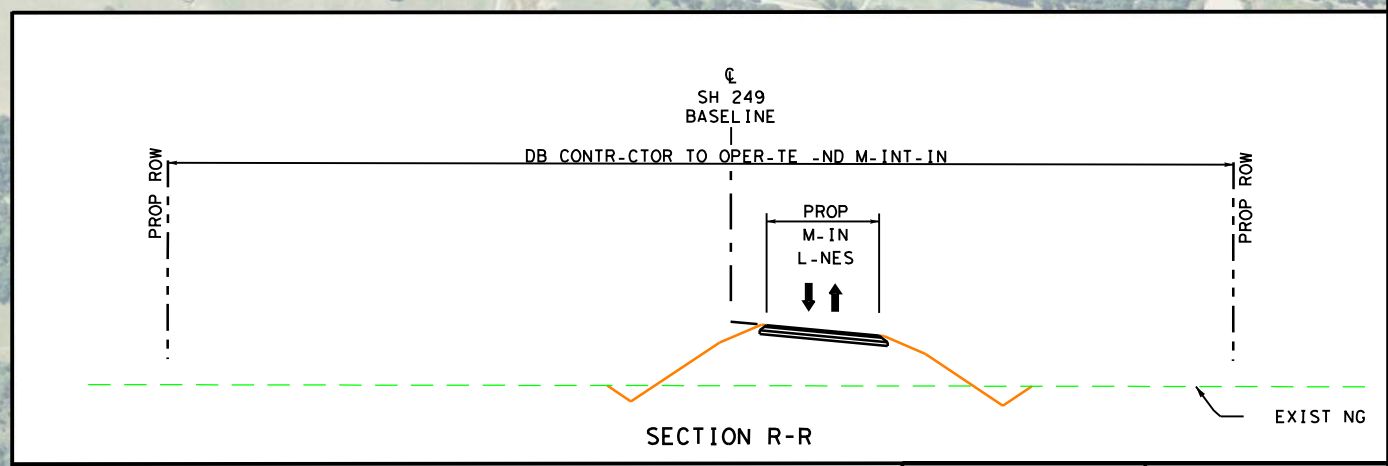 ℄
SH 249
BASELINE
DB CONTR-CTOR TO OPER-TE -ND M-INT-IN
PROP ROW
PROP ROW
PROP
M-IN
L-NES
EXIST NG
SECTION R-R